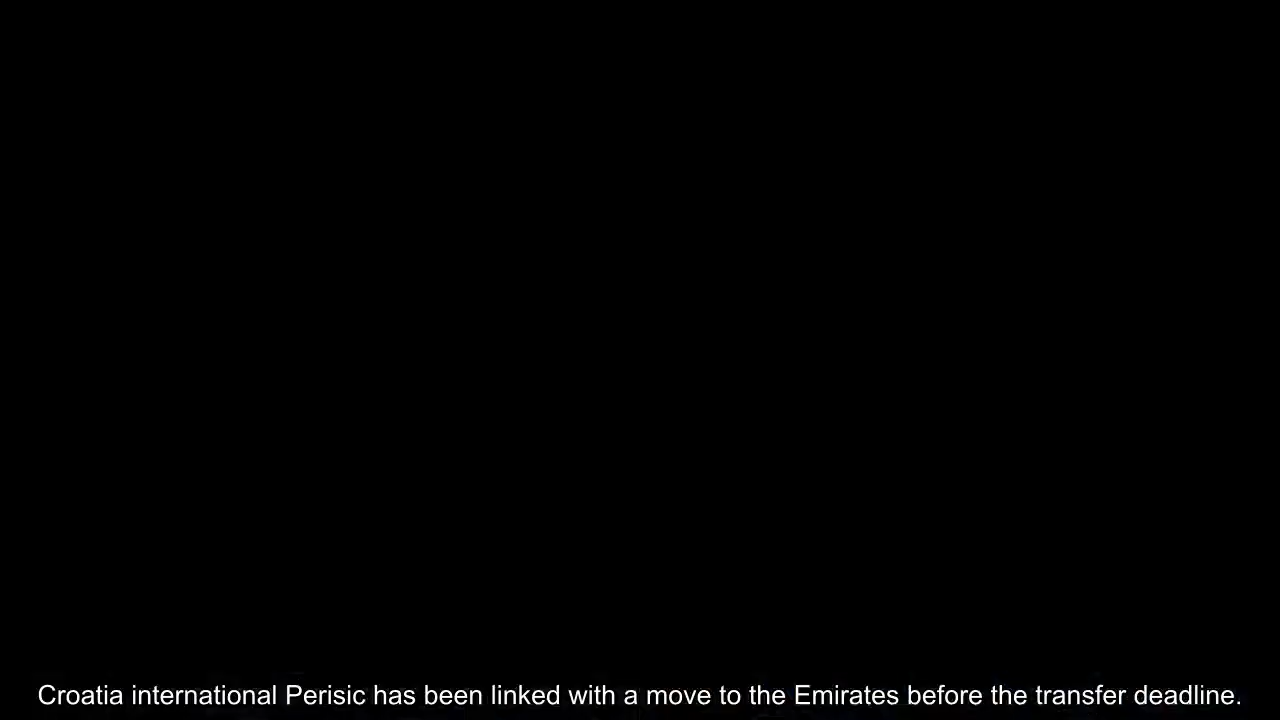 Croatia international Perisic has been linked with a move to the Emirates before the transfer deadline.